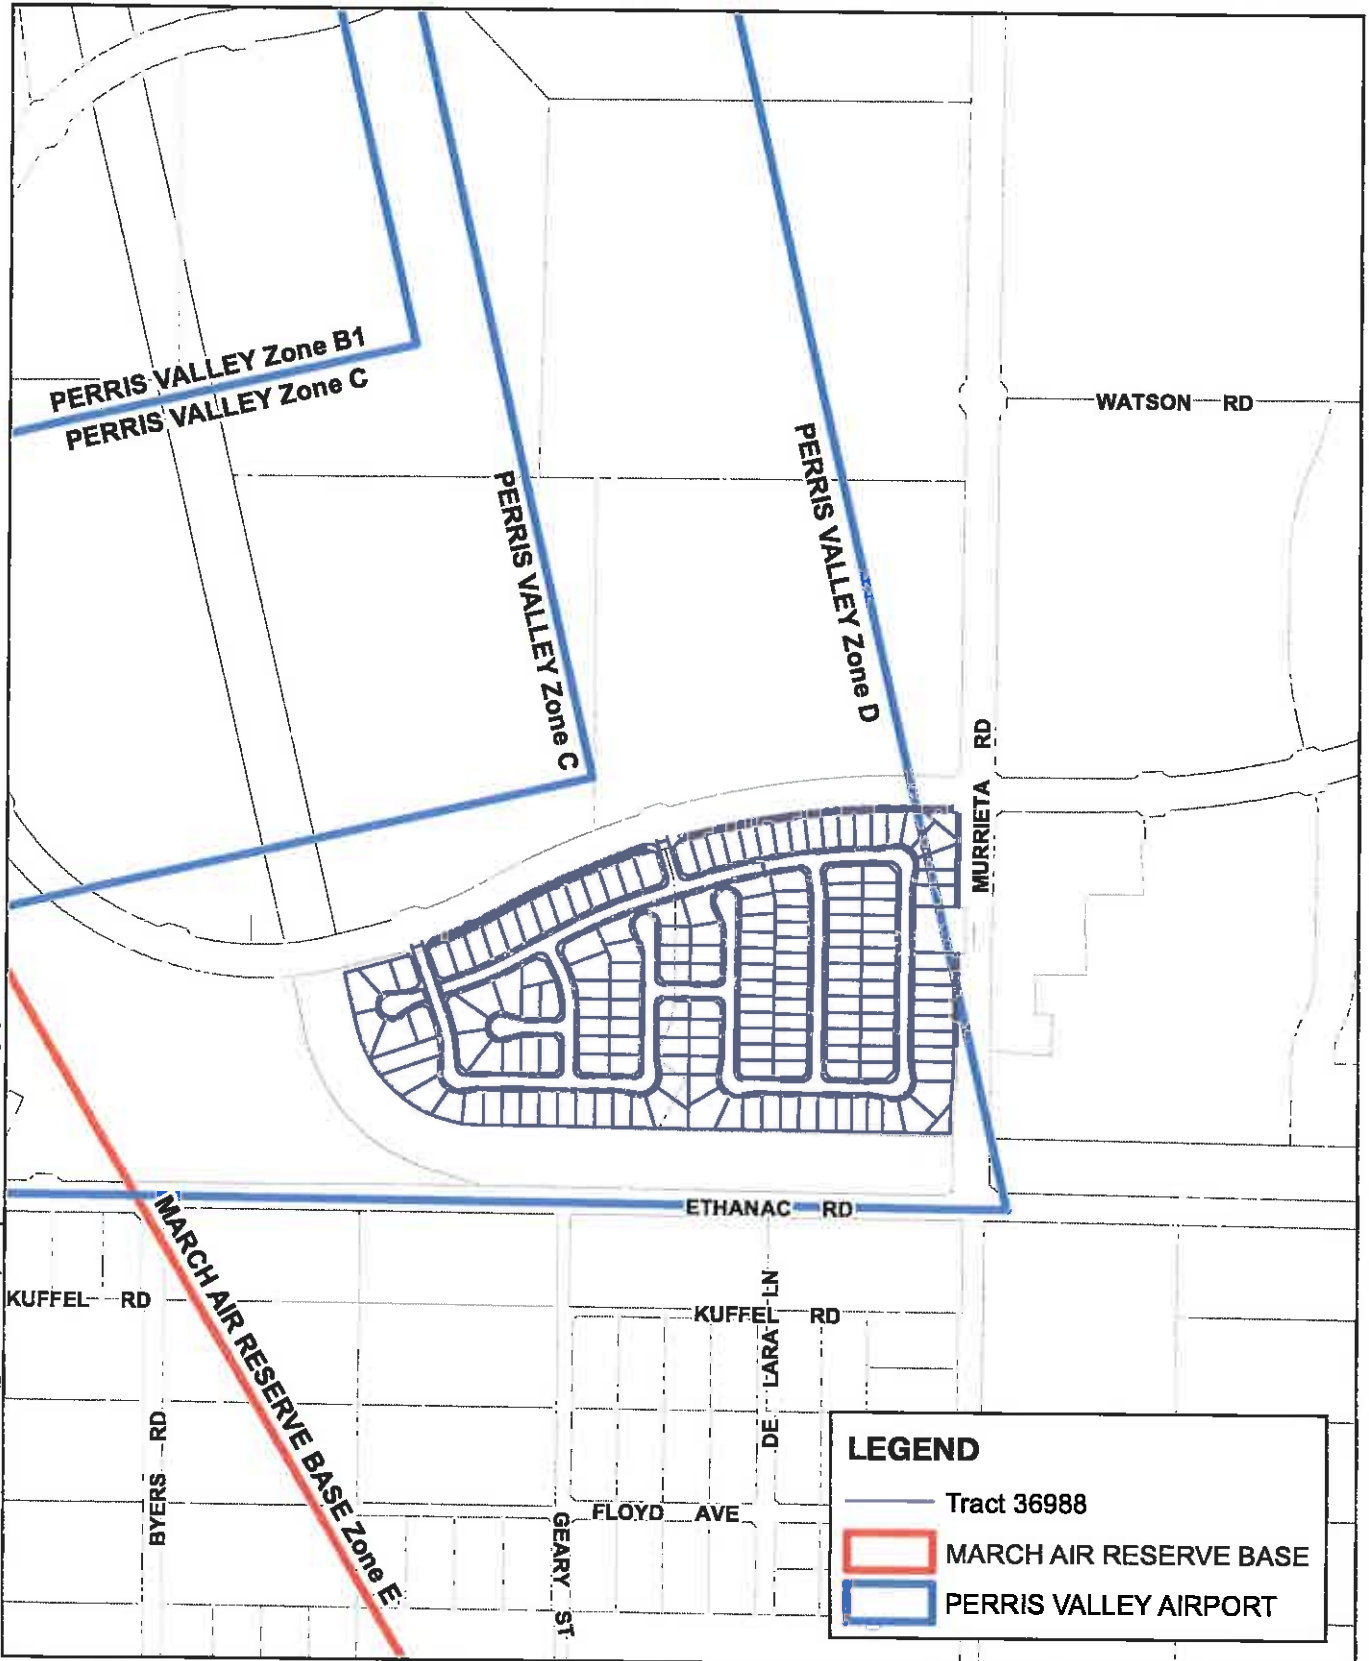 PERRIS VALLEY Zone B1
PERRIS VALLEY Zone C
WATSON RD
PERRIS VALLEY Zone C
PERRIS VALLEY Zone D
MURRIETA RD
ETHANAC RD
MARCH AIR RESERVE BASE Zone E
KUFFEL RD
KUFFEL RD
DE LARA LN
BYERS RD
GEARY ST
FLOYD AVE
LEGEND
Tract 36988
MARCH AIR RESERVE BASE
PERRIS VALLEY AIRPORT